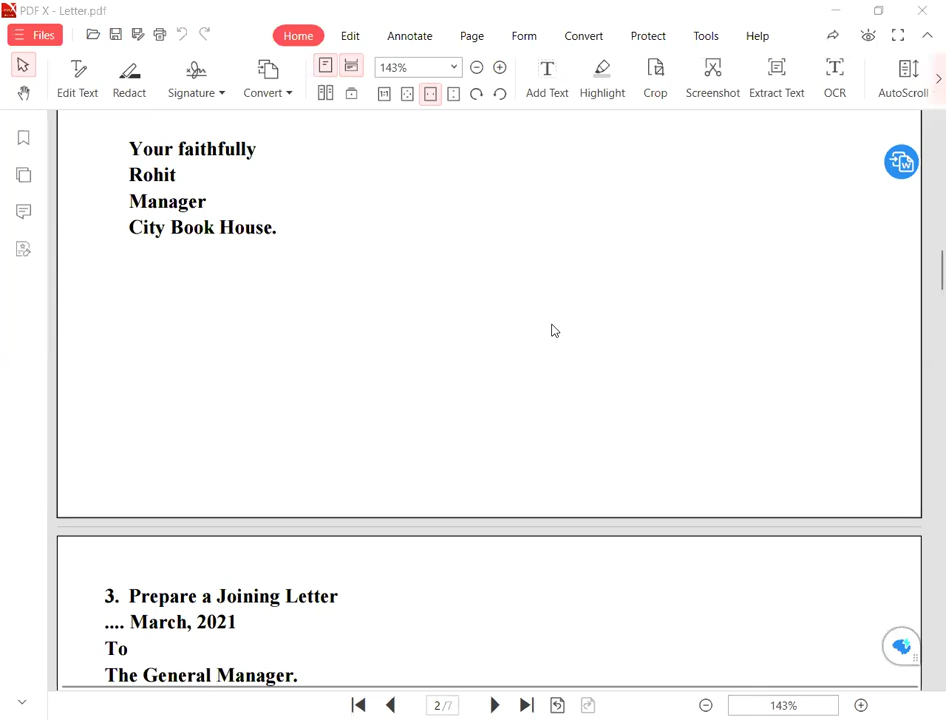 PDF X - Letter.pdf
Files
Home
Edit
Annotate
Page
Form
Convert
Protect
Tools
Help
143%
Edit Text
Redact
Signature
Convert
1:1
Add Text
Highlight
Crop
Screenshot
Extract Text
OCR
AutoScroll
Your faithfully
Rohit
Manager
City Book House.
3. Prepare a Joining Letter
.... March, 2021
To
The General Manager.
2 /7
143%